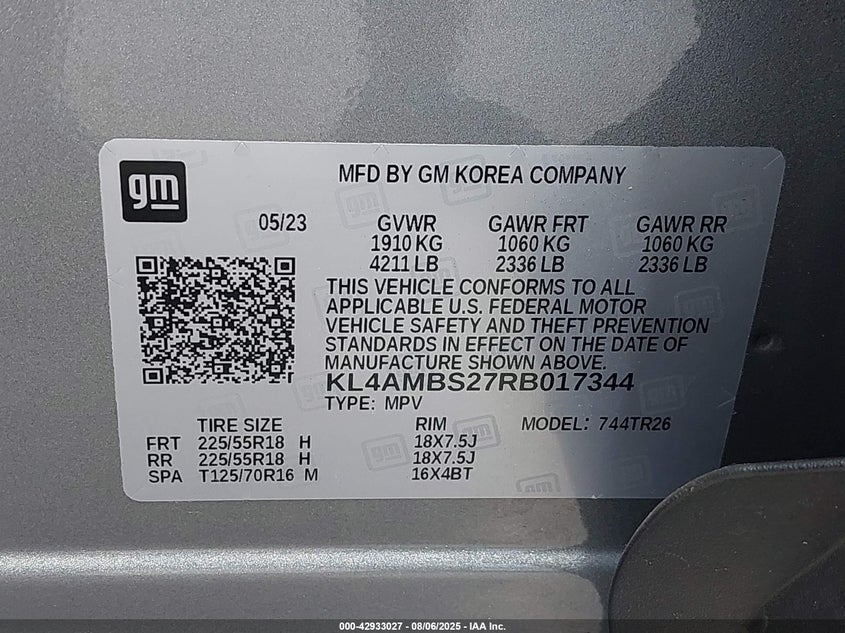 gm
MFD BY GM KOREA COMPANY
05/23
GVWR GAWR FRT GAWR RR
1910 KG 1060 KG 1060 KG
4211 LB 2336 LB 2336 LB
THIS VEHICLE CONFORMS TO ALL
APPLICABLE U.S. FEDERAL MOTOR
VEHICLE SAFETY AND THEFT PREVENTION
STANDARDS IN EFFECT ON THE DATE OF
MANUFACTURE SHOWN ABOVE.
KL4AMBS27RB017344
TYPE: MPV
TIRE SIZE RIM MODEL: 744TR26
FRT 225/55R18 H 18X7.5J
RR 225/55R18 H 18X7.5J
SPA T125/70R16 M 16X4BT
000-42933027 - 08/06/2025 - IAA Inc.